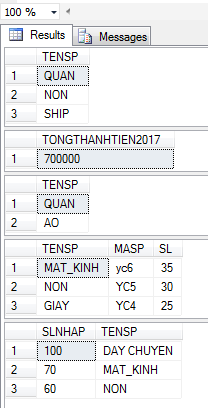 100 %
Results Messages
TENSP
1 QUAN
2 NON
3 SHIP
TONGTHANHTIEN2017
1 700000
TENSP
1 QUAN
2 AO
TENSP MASP SL
1 MAT_KINH yc6 35
2 NON YC5 30
3 GIAY YC4 25
SLNHAP TENSP
1 100 DAY CHUYEN
2 70 MAT_KINH
3 60 NON